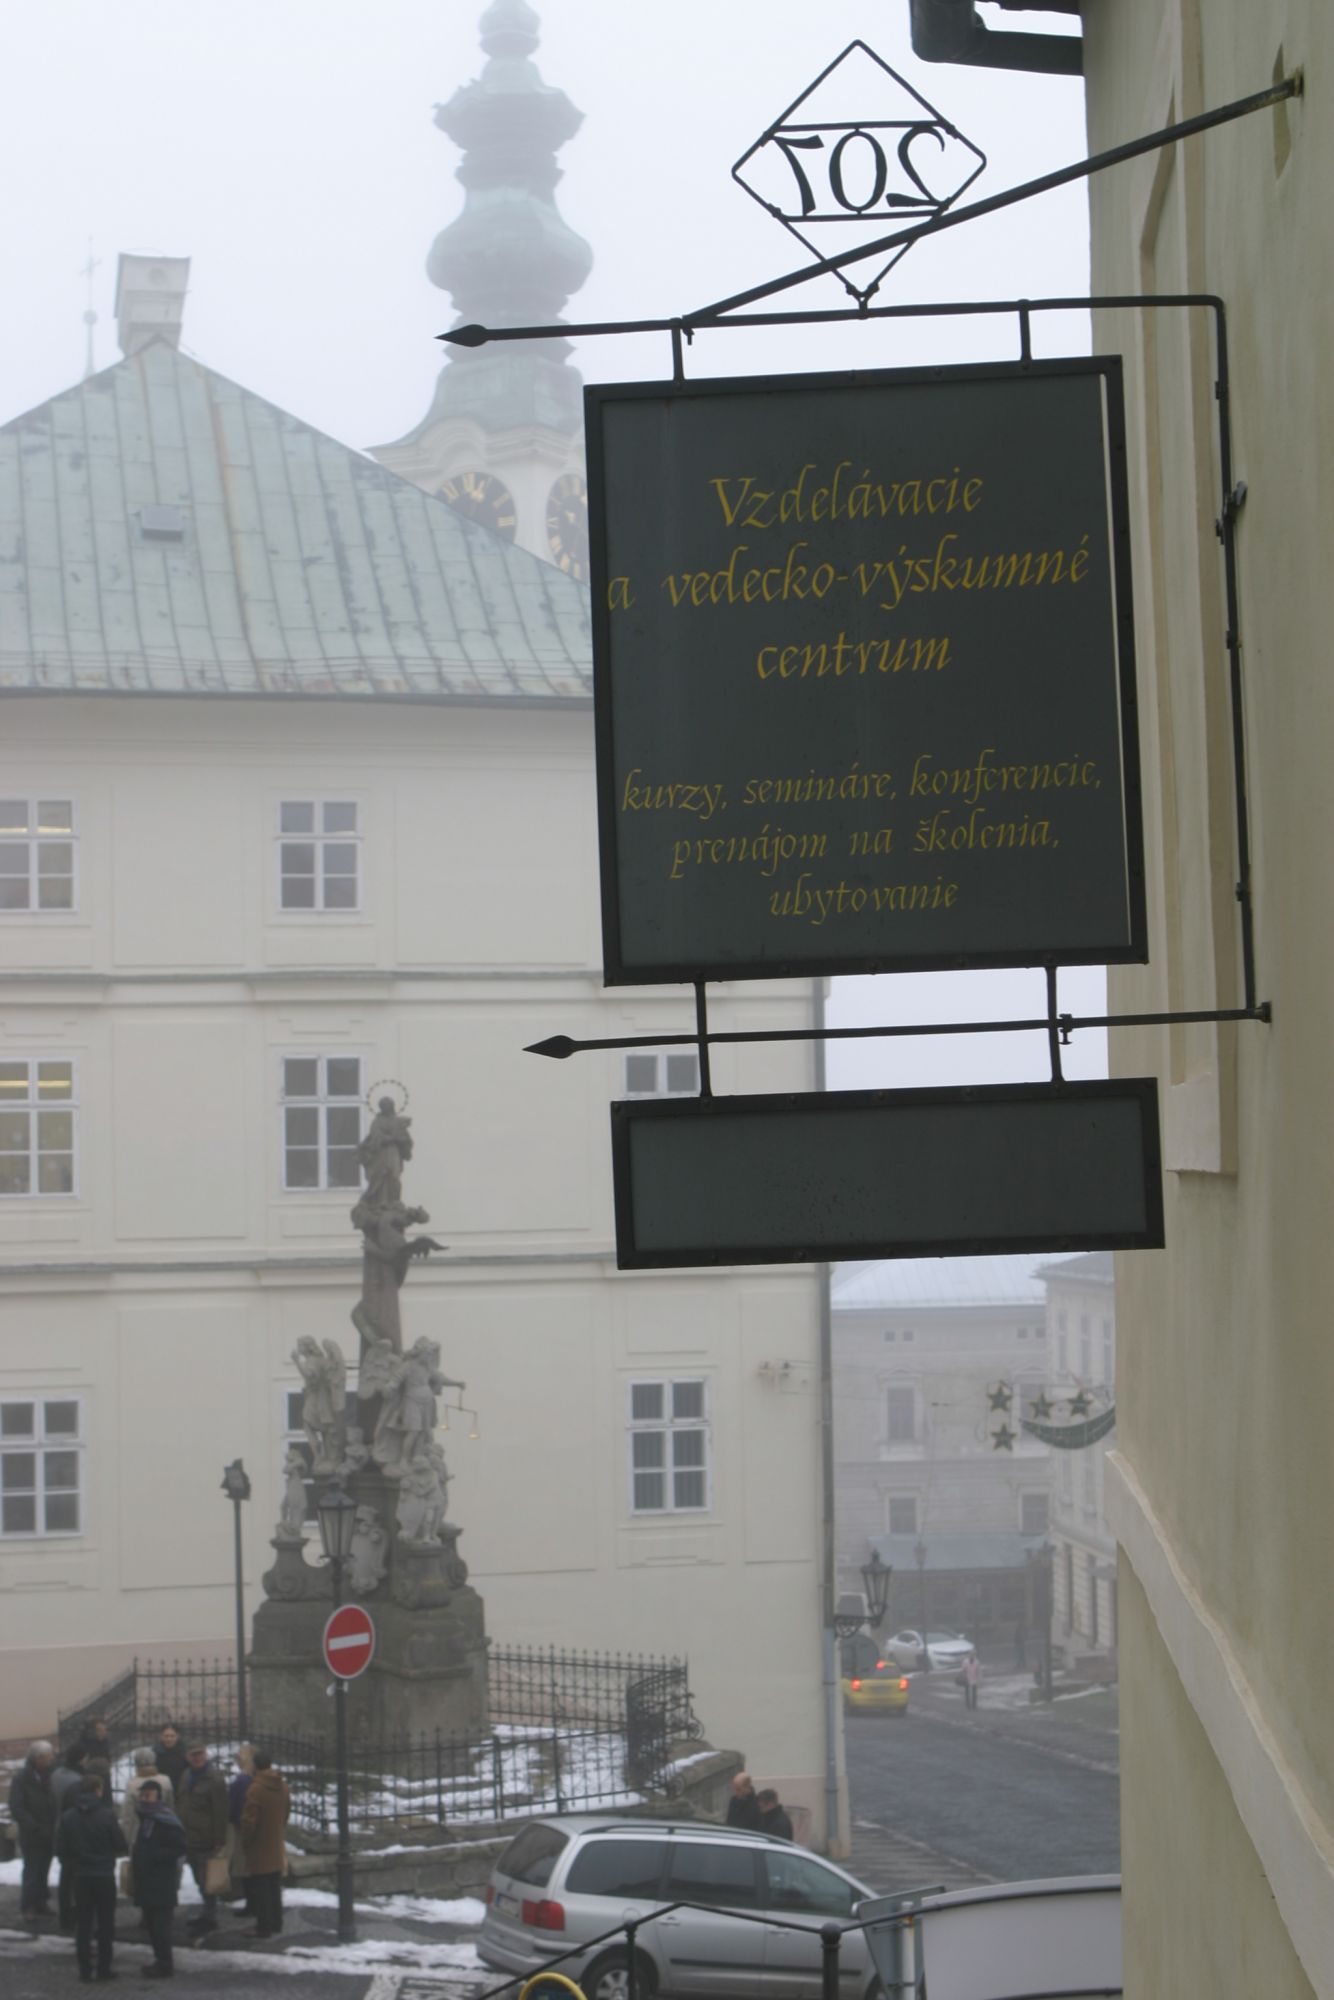 207
Vzdelávacie
a vedecko-výskumné
centrum
kurzy, semináre, konferencie,
prenájom na školenia,
ubytovanie